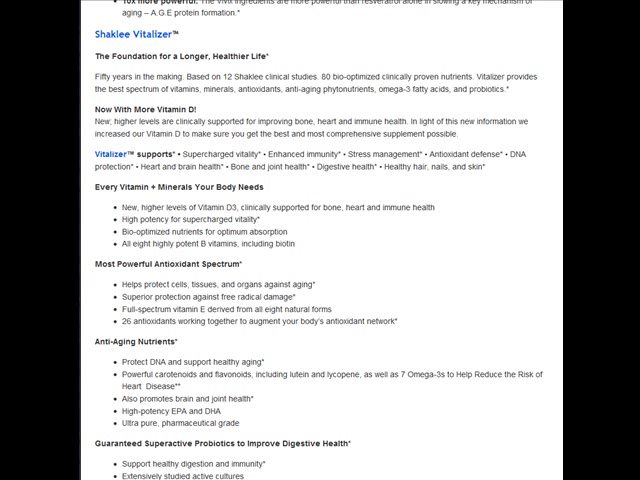 10x more powerful. The Vivix ingredients are more powerful than resveratrol alone in slowing a key mechanism of
aging – A.G.E protein formation.*
Shaklee Vitalizer™
The Foundation for a Longer, Healthier Life*
Fifty years in the making. Based on 12 Shaklee clinical studies. 80 bio-optimized clinically proven nutrients. Vitalizer provides
the best spectrum of vitamins, minerals, antioxidants, anti-aging phytonutrients, omega-3 fatty acids, and probiotics.*
Now With More Vitamin D!
New, higher levels are clinically supported for improving bone, heart and immune health. In light of this new information we
increased our Vitamin D to make sure you get the best and most comprehensive supplement possible.
Vitalizer™ supports* • Supercharged vitality* • Enhanced immunity* • Stress management* • Antioxidant defense* • DNA
protection* • Heart and brain health* • Bone and joint health* • Digestive health* • Healthy hair, nails, and skin*
Every Vitamin + Minerals Your Body Needs
• New, higher levels of Vitamin D3, clinically supported for bone, heart and immune health
• High potency for supercharged vitality*
• Bio-optimized nutrients for optimum absorption
• All eight highly potent B vitamins, including biotin
Most Powerful Antioxidant Spectrum*
• Helps protect cells, tissues, and organs against aging*
• Superior protection against free radical damage*
• Full-spectrum vitamin E derived from all eight natural forms
• 26 antioxidants working together to augment your body's antioxidant network*
Anti-Aging Nutrients*
• Protect DNA and support healthy aging*
• Powerful carotenoids and flavonoids, including lutein and lycopene, as well as 7 Omega-3s to Help Reduce the Risk of
Heart Disease**
• Also promotes brain and joint health*
• High-potency EPA and DHA
• Ultra pure, pharmaceutical grade
Guaranteed Superactive Probiotics to Improve Digestive Health*
• Support healthy digestion and immunity*
• Extensively studied active cultures